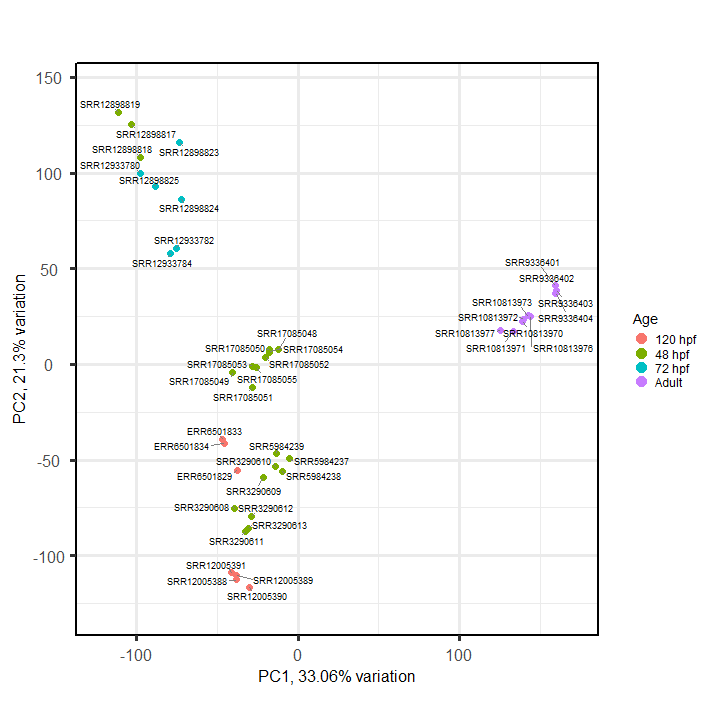 150
100
50
0
-50
-100
PC2, 21.3% variation
SRR12898819
SRR12898817
SRR12898818
SRR12898823
SRR12933780
SRR12898825
SRR12898824
SRR12933782
SRR12933784
SRR9336401
SRR9336402
SRR9336403
SRR9336404
SRR10813973
SRR10813972
SRR10813977
SRR10813970
SRR10813971
SRR10813976
SRR17085048
SRR17085050
SRR17085054
SRR17085053
SRR17085052
SRR17085049
SRR17085055
SRR17085051
ERR6501833
ERR6501834
SRR5984239
SRR3290610
SRR5984237
ERR6501829
SRR5984238
SRR3290609
SRR3290608
SRR3290612
SRR3290613
SRR3290611
SRR12005391
SRR12005388
SRR12005389
SRR12005390
-100
0
100
PC1, 33.06% variation
Age
120 hpf
48 hpf
72 hpf
Adult